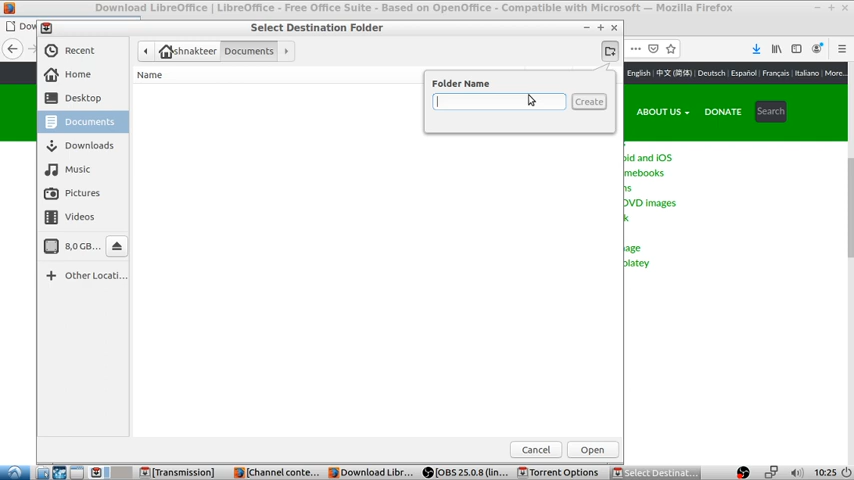 Download LibreOffice | LibreOffice - Free Office Suite - Based on OpenOffice - Compatible with Microsoft — Mozilla Firefox
Dow
Select Destination Folder
Recent
Home
Desktop
Documents
Downloads
Music
Pictures
Videos
8,0 GB...
Other Locati...
shnakteer
Documents
Name
Folder Name
Create
English | 中文 (简体) | Deutsch | Español | Français | Italiano | More...
ABOUT US
DONATE
Search
oid and iOS
mebooks
ns
DVD images
k
nage
platey
Cancel
Open
[Transmission]
[Channel conte...
Download Libr...
[OBS 25.0.8 (lin...
Torrent Options
Select Destinat...
10:25